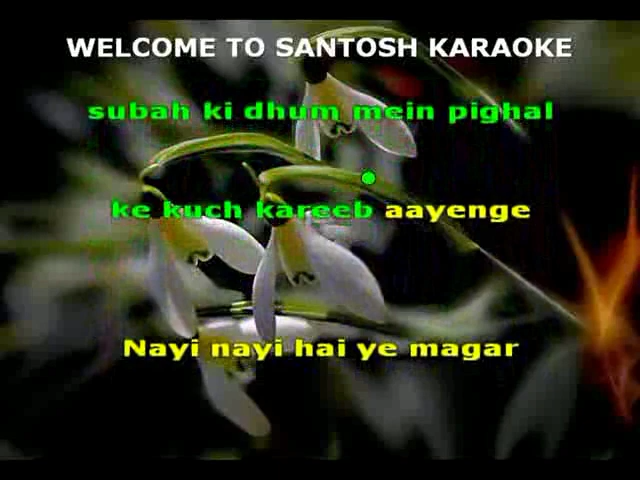 WELCOME TO SANTOSH KARAOKE
subah ki dhum mein pighal
ke kuch kareeb aayenge
Nayi nayi hai ye magar